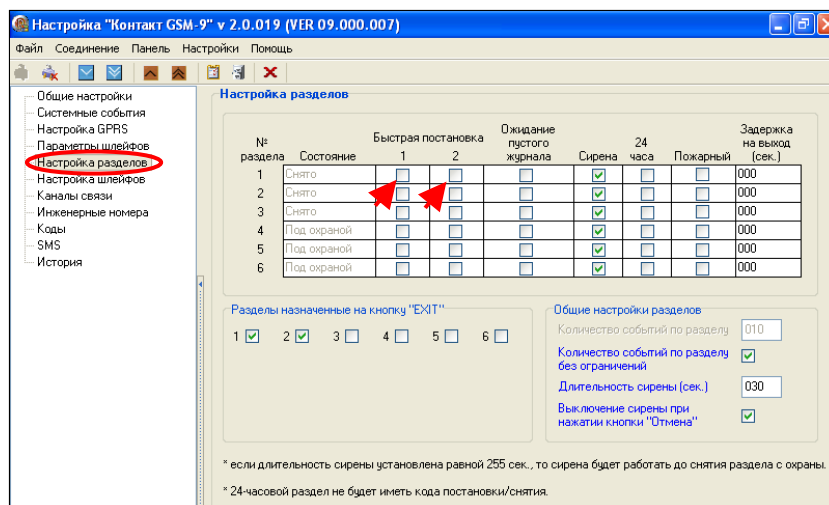 Настройка "Контакт GSM-9" v 2.0.019 (VER 09.000.007)
Файл Соединение Панель Настройки Помощь
Общие настройки
Системные события
Настройка GPRS
Параметры шлейфов
Настройка разделов
Настройка шлейфов
Каналы связи
Инженерные номера
Коды
SMS
История
Настройка разделов
№ раздела Состояние Быстрая постановка 1 2 Ожидание пустого журнала Сирена 24 часа Пожарный Задержка на выход (сек.)
1 Снято 000
2 Снято 000
3 Снято 000
4 Под охраной 000
5 Под охраной 000
6 Под охраной 000
Разделы назначенные на кнопку "EXIT"
1 2 3 4 5 6
Общие настройки разделов
Количество событий по разделу 010
Количество событий по разделу
без ограничений
Длительность сирены (сек.) 030
Выключение сирены при
нажатии кнопки "Отмена"
* если длительность сирены установлена равной 255 сек., то сирена будет работать до снятия раздела с охраны.
* 24-часовой раздел не будет иметь кода постановки/снятия.